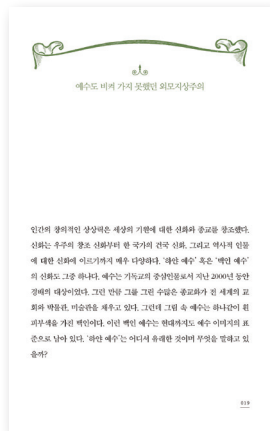 예수도 비켜 가지 못했던 외모지상주의
인간의 창의적인 상상력은 세상의 기원에 대한 신화와 종교를 창조했다.
신화는 우주의 창조 신화부터 한 국가의 건국 신화, 그리고 역사적 인물
에 대한 신화에 이르기까지 매우 다양하다. ‘하얀 예수’ 혹은 ‘백인 예수’
의 신화도 그중 하나다. 예수는 기독교의 중심인물로서 지난 2000년 동안
경배의 대상이었다. 그런 만큼 그를 그린 수많은 종교화가 전 세계의 교
회와 박물관, 미술관을 채우고 있다. 그런데 그림 속 예수는 하나같이 흰
피부색을 가진 백인이다. 이런 백인 예수는 현대까지도 예수 이미지의 표
준으로 남아 있다. ‘하얀 예수’는 어디서 유래한 것이며 무엇을 말하고 있
을까?
019